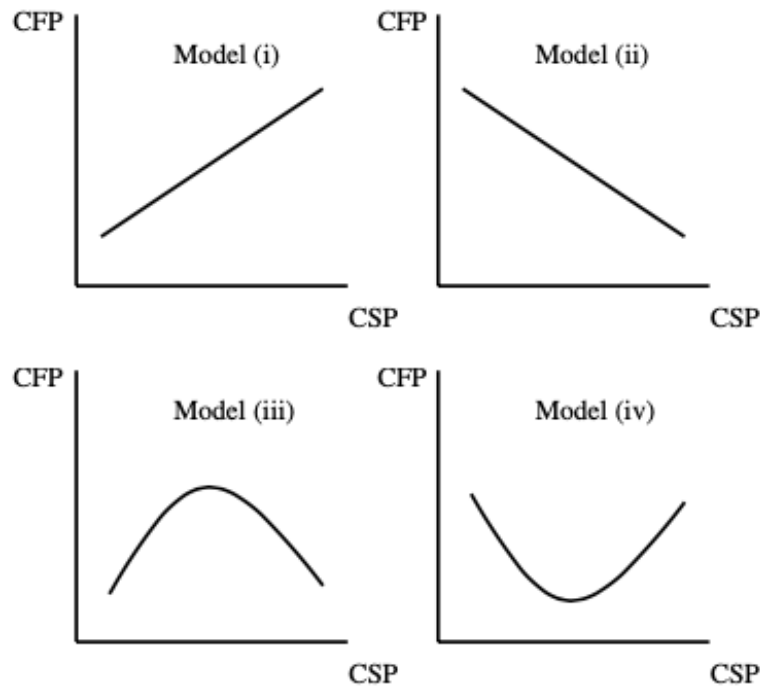 CFP
Model (i)
CSP
CFP
Model (ii)
CSP
CFP
Model (iii)
CSP
CFP
Model (iv)
CSP